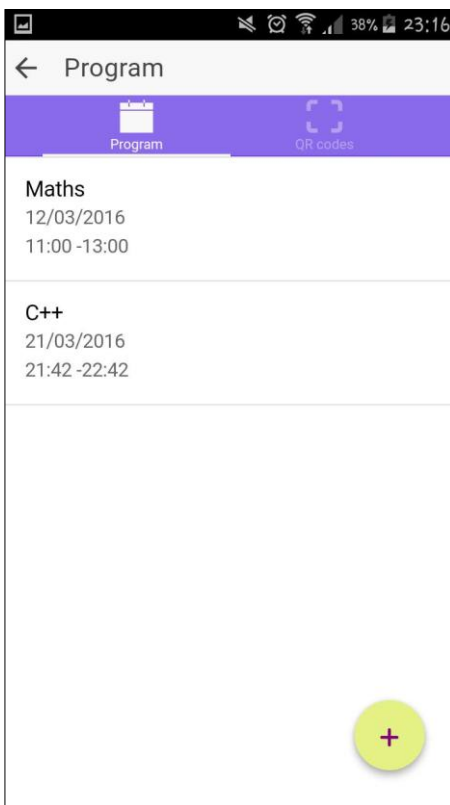 38% 23:16
Program
Program
QR codes
Maths
12/03/2016
11:00 -13:00
C++
21/03/2016
21:42 -22:42
+